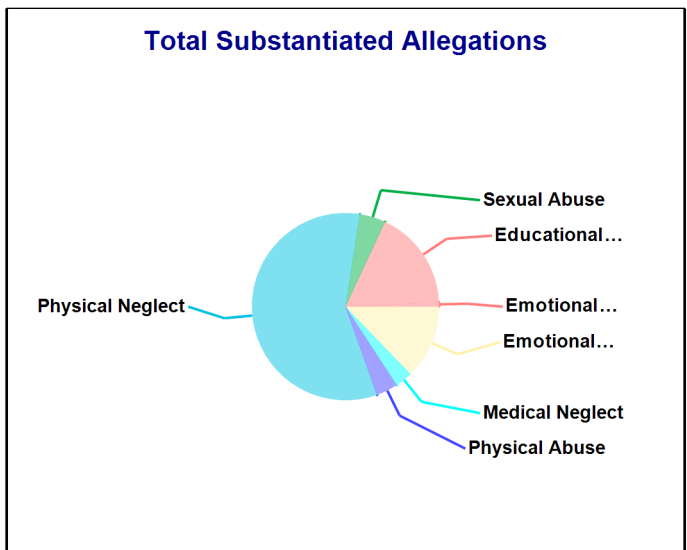 Total Substantiated Allegations
Sexual Abuse
Educational…
Physical Neglect
Emotional…
Emotional…
Medical Neglect
Physical Abuse